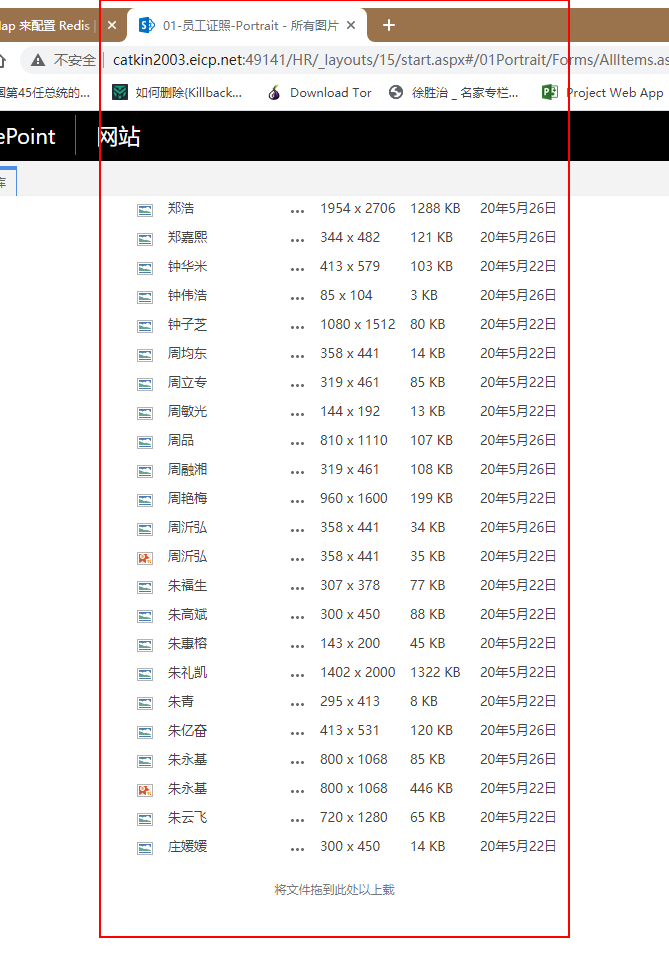 Map 来配置 Redis | × 01-员工证照-Portrait - 所有图片 × +
不安全 | catkin2003.eicp.net:49141/HR/_layouts/15/start.aspx#/01Portrait/Forms/AllItems.as
国第45任总统的... 如何删除{Killback... Download Tor 徐胜治 _ 名家专栏... Project Web App
ePoint 网站
库
郑浩 ... 1954 x 2706 1288 KB 20年5月26日
郑嘉熙 ... 344 x 482 121 KB 20年5月26日
钟华米 ... 413 x 579 103 KB 20年5月22日
钟伟浩 ... 85 x 104 3 KB 20年5月26日
钟子芝 ... 1080 x 1512 80 KB 20年5月22日
周均东 ... 358 x 441 14 KB 20年5月22日
周立专 ... 319 x 461 85 KB 20年5月22日
周敏光 ... 144 x 192 13 KB 20年5月22日
周品 ... 810 x 1110 107 KB 20年5月26日
周融湘 ... 319 x 461 108 KB 20年5月26日
周艳梅 ... 960 x 1600 199 KB 20年5月22日
周沂弘 ... 358 x 441 34 KB 20年5月26日
周沂弘 ... 358 x 441 35 KB 20年5月22日
朱福生 ... 307 x 378 77 KB 20年5月22日
朱高斌 ... 300 x 450 88 KB 20年5月22日
朱惠榕 ... 143 x 200 45 KB 20年5月22日
朱礼凯 ... 1402 x 2000 1322 KB 20年5月22日
朱青 ... 295 x 413 8 KB 20年5月22日
朱亿奋 ... 413 x 531 120 KB 20年5月26日
朱永基 ... 800 x 1068 85 KB 20年5月26日
朱永基 ... 800 x 1068 446 KB 20年5月22日
朱云飞 ... 720 x 1280 65 KB 20年5月22日
庄媛媛 ... 300 x 450 14 KB 20年5月22日
将文件拖到此处以上载